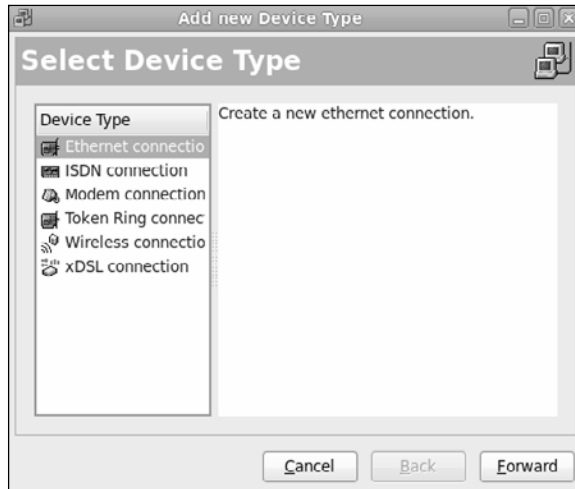 Add new Device Type
Select Device Type
Device Type
Ethernet connectio
ISDN connection
Modem connection
Token Ring connec
Wireless connectio
xDSL connection
Create a new ethernet connection.
Cancel
Back
Forward